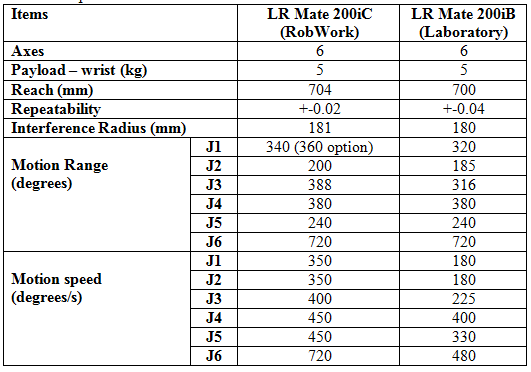 Items LR Mate 200iC LR Mate 200iB
(RobWork) (Laboratory)
Axes 6 6
Payload – wrist (kg) 5 5
Reach (mm) 704 700
Repeatability +-0.02 +-0.04
Interference Radius (mm) 181 180
Motion Range (degrees) J1 340 (360 option) 320
J2 200 185
J3 388 316
J4 380 380
J5 240 240
J6 720 720
Motion speed (degrees/s) J1 350 180
J2 350 180
J3 400 225
J4 450 400
J5 450 330
J6 720 480